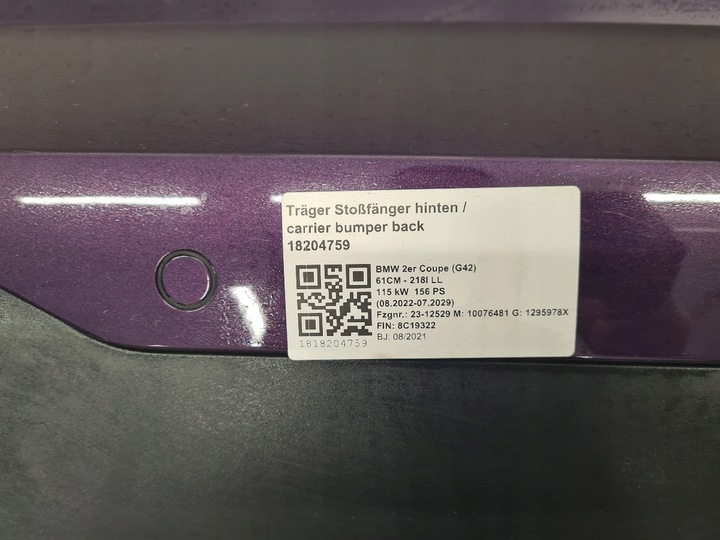 Träger Stoßfänger hinten /
carrier bumper back
18204759
BMW 2er Coupe (G42)
61CM - 218I LL
115 kW 156 PS
(08.2022-07.2029)
Fzgnr.: 23-12529 M: 10076481 G: 1295978X
FIN: 8C19322
BJ: 08/2021
1818204759